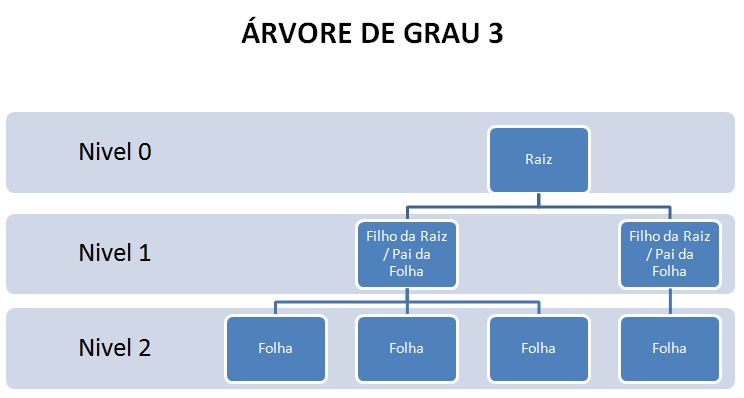 ÁRVORE DE GRAU 3
Nivel 0
Raiz
Nivel 1
Filho da Raiz
/ Pai da
Folha
Filho da Raiz
/ Pai da
Folha
Nivel 2
Folha
Folha
Folha
Folha